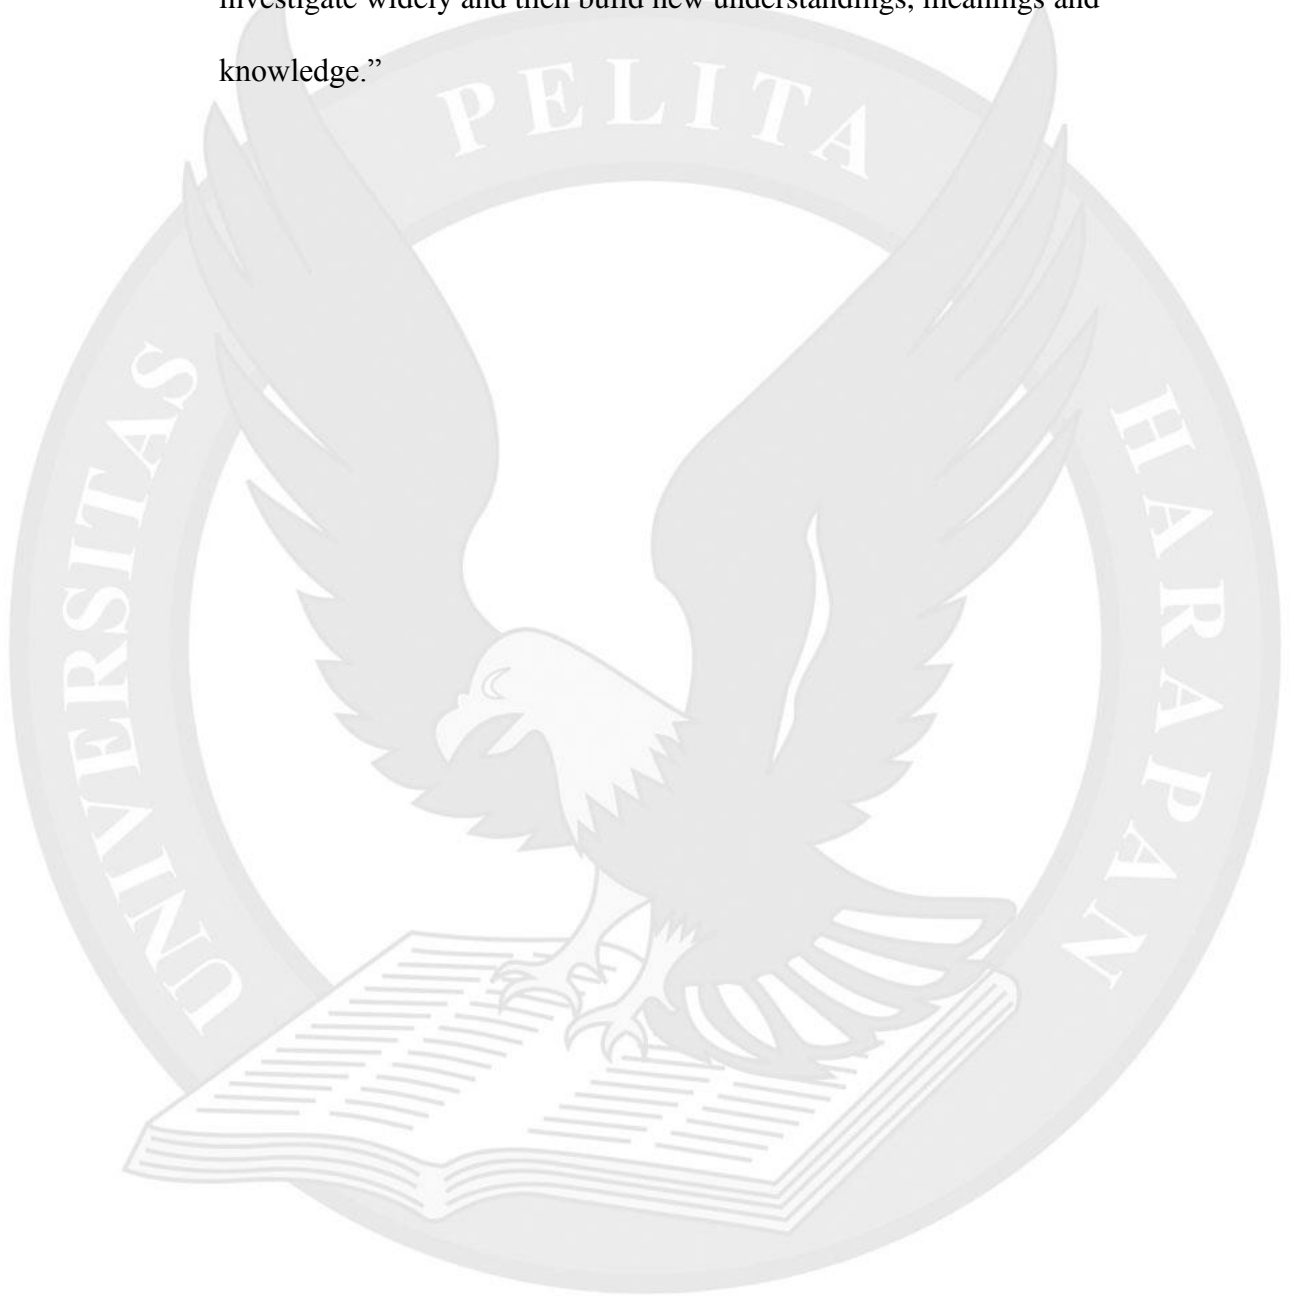 investigate widely and then build new understandings, meanings and
knowledge.”
PELITA
UNIVERSITAS
HARAPAN